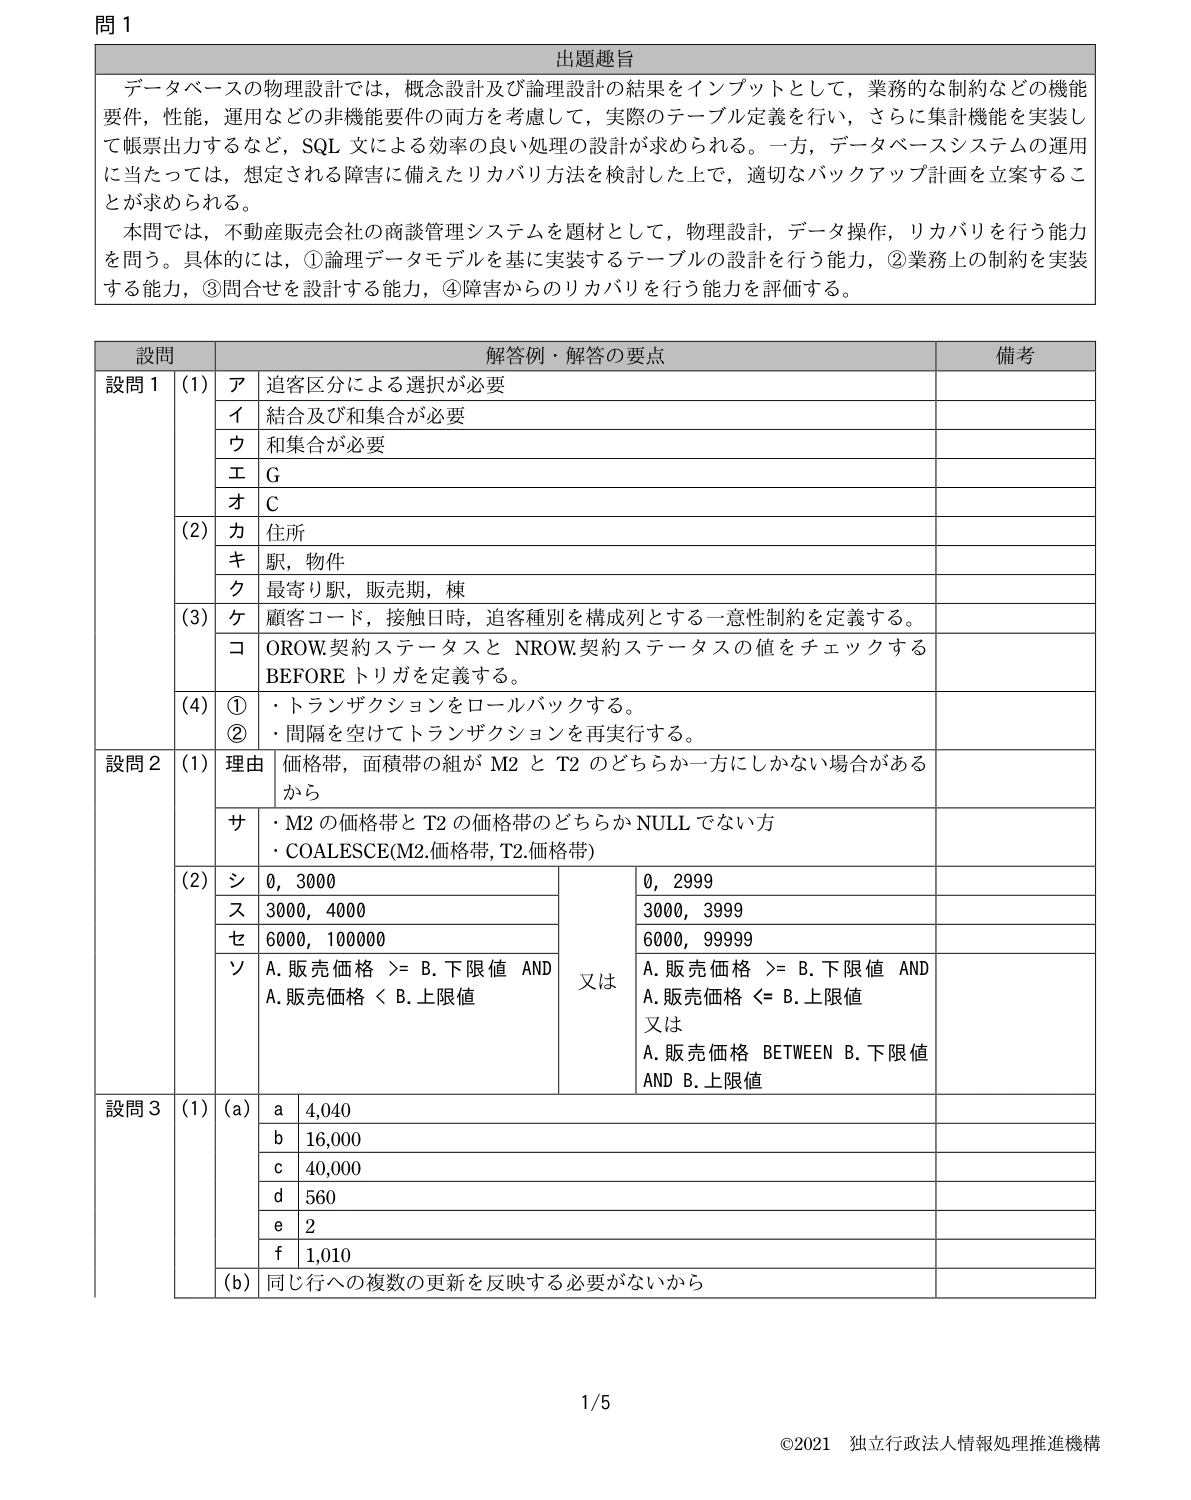 問 1
出題趣旨
データベースの物理設計では，概念設計及び論理設計の結果をインプットとして，業務的な制約などの機能
要件，性能，運用などの非機能要件の両方を考慮して，実際のテーブル定義を行い，さらに集計機能を実装し
て帳票出力するなど，SQL 文による効率の良い処理の設計が求められる。一方，データベースシステムの運用
に当たっては，想定される障害に備えたリカバリ方法を検討した上で，適切なバックアップ計画を立案するこ
とが求められる。
本問では，不動産販売会社の商談管理システムを題材として，物理設計，データ操作，リカバリを行う能力
を問う。具体的には，①論理データモデルを基に実装するテーブルの設計を行う能力，②業務上の制約を実装
する能力，③問合せを設計する能力，④障害からのリカバリを行う能力を評価する。
設問 解答例・解答の要点 備考
設問 1 (1) ア 追客区分による選択が必要
イ 結合及び和集合が必要
ウ 和集合が必要
エ G
オ C
(2) カ 住所
キ 駅，物件
ク 最寄り駅，販売期，棟
(3) ケ 顧客コード，接触日時，追客種別を構成列とする一意性制約を定義する。
コ OROW.契約ステータスと NROW.契約ステータスの値をチェックする
BEFORE トリガを定義する。
(4) ① ・トランザクションをロールバックする。
② ・間隔を空けてトランザクションを再実行する。
設問 2 (1) 理由 価格帯，面積帯の組が M2 と T2 のどちらか一方にしかない場合がある
から
サ ・M2 の価格帯と T2 の価格帯のどちらか NULL でない方
・COALESCE(M2.価格帯, T2.価格帯)
(2) シ 0, 3000 0, 2999
ス 3000, 4000 3000, 3999
セ 6000, 100000 6000, 99999
ソ A.販売価格 >= B.下限値 AND 又は A.販売価格 >= B.下限値 AND
A.販売価格 < B.上限値 A.販売価格 <= B.上限値
又は
A.販売価格 BETWEEN B.下限値
AND B.上限値
設問 3 (1) (a) a 4,040
b 16,000
c 40,000
d 560
e 2
f 1,010
(b) 同じ行への複数の更新を反映する必要がないから
1/5
©2021 独立行政法人情報処理推進機構